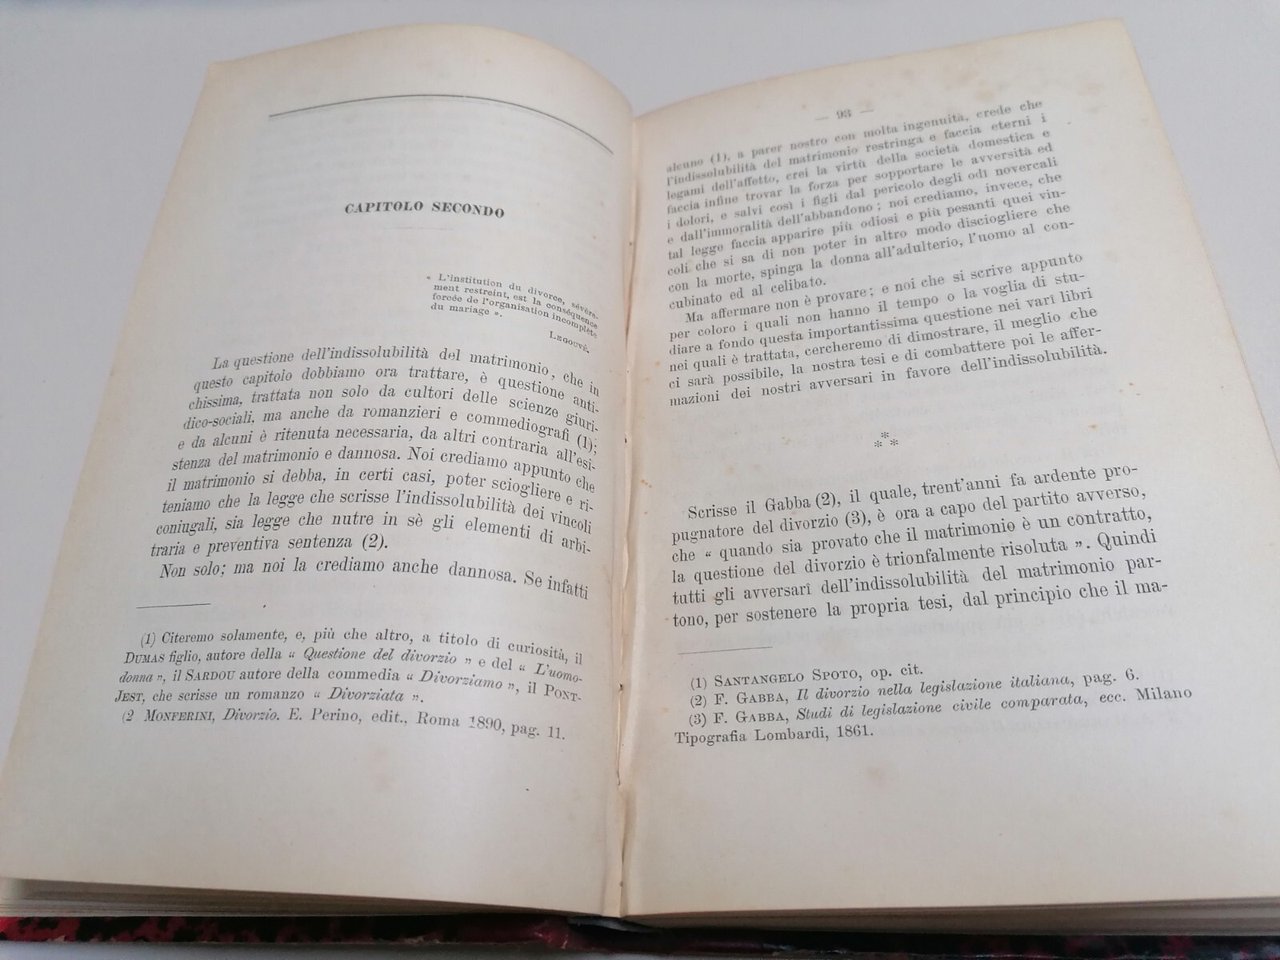 CAPITOLO SECONDO
« L'institution du divorce, sévère-
ment restreint, est la conséquence
forcée de l'organisation incomplète
du mariage ».
LEGOUVÉ.
La questione dell'indissolubilità del matrimonio, che in
questo capitolo dobbiamo ora trattare, è questione anti-
chissima, trattata non solo da cultori delle scienze giuri-
dico-sociali, ma anche da romanzieri e commediografi (1);
e da alcuni è ritenuta necessaria, da altri contraria all'esi-
stenza del matrimonio e dannosa. Noi crediamo appunto che
il matrimonio si debba, in certi casi, poter sciogliere e ri-
teniamo che la legge che scrisse l'indissolubilità dei vincoli
coniugali, sia legge che nutre in sè gli elementi di arbi-
traria e preventiva sentenza (2).
Non solo; ma noi la crediamo anche dannosa. Se infatti
(1) Citeremo solamente, e, più che altro, a titolo di curiosità, il
DUMAS figlio, autore della « Questione del divorzio » e del « L'uomo-
donna », il SARDOU autore della commedia « Divorziamo », il PONT-
JEST, che scrisse un romanzo « Divorziata ».
(2 MONFERINI, Divorzio. E. Perino, edit., Roma 1890, pag. 11.
— 93 —
alcuno (1), a parer nostro con molta ingenuità, crede che
l'indissolubilità del matrimonio restringa e faccia eterni i
legami dell'affetto, crei la virtù della società domestica e
faccia infine trovar la forza per sopportare le avversità ed
i dolori, e salvi così i figli dal pericolo degli odî novercali
e dall'immoralità dell'abbandono; noi crediamo, invece, che
tal legge faccia apparire più odiosi e più pesanti quei vin-
coli che si sa di non poter in altro modo disciogliere che
con la morte, spinga la donna all'adulterio, l'uomo al con-
cubinato ed al celibato.
Ma affermare non è provare; e noi che si scrive appunto
per coloro i quali non hanno il tempo o la voglia di stu-
diare a fondo questa importantissima questione nei varî libri
nei quali è trattata, cercheremo di dimostrare, il meglio che
ci sarà possibile, la nostra tesi e di combattere poi le affer-
mazioni dei nostri avversari in favore dell'indissolubilità.
*
* *
Scrisse il Gabba (2), il quale, trent'anni fa ardente pro-
pugnatore del divorzio (3), è ora a capo del partito avverso,
che « quando sia provato che il matrimonio è un contratto,
la questione del divorzio è trionfalmente risoluta ». Quindi
tutti gli avversarî dell'indissolubilità del matrimonio par-
tono, per sostenere la propria tesi, dal principio che il ma-
(1) SANTANGELO SPOTO, op. cit.
(2) F. GABBA, Il divorzio nella legislazione italiana, pag. 6.
(3) F. GABBA, Studi di legislazione civile comparata, ecc. Milano
Tipografia Lombardi, 1861.